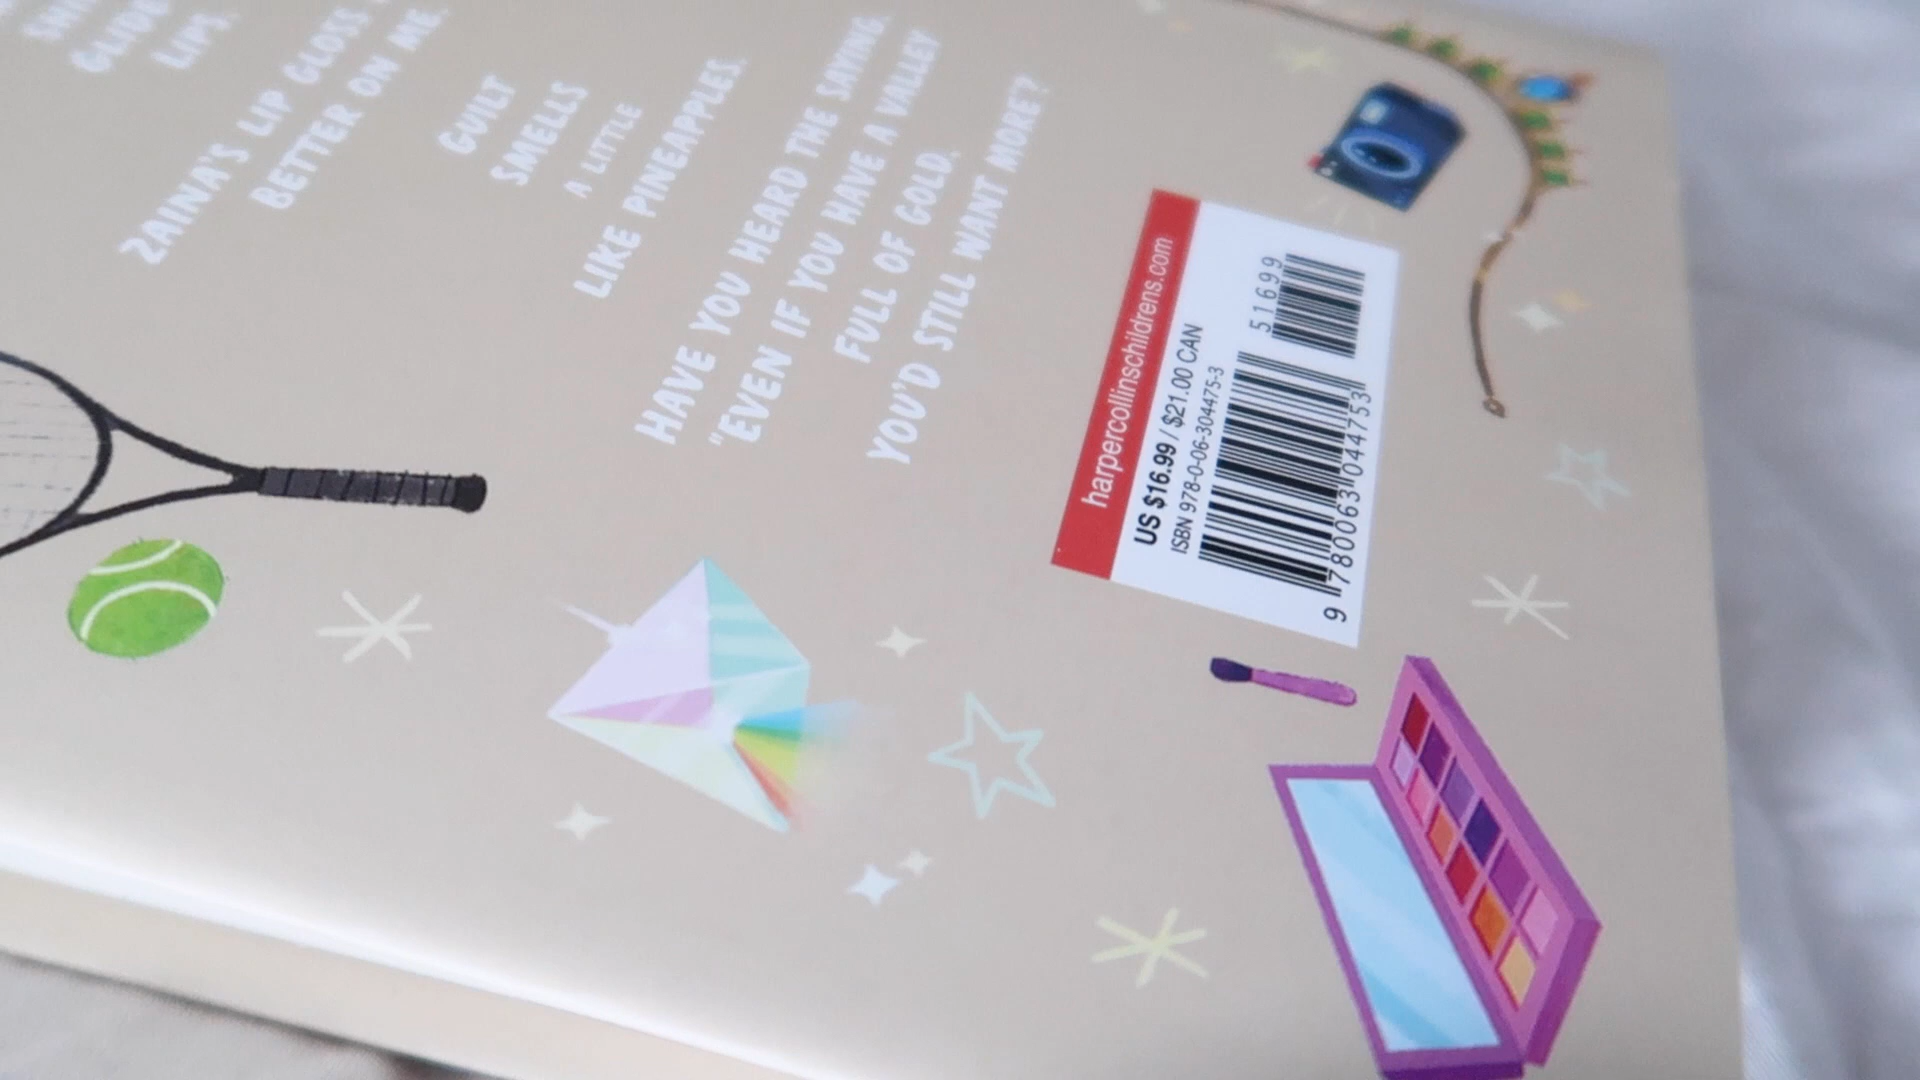 LIPS.
ZAINA'S LIP GLOSS
BETTER ON ME.
GUILT
SMELLS
A LITTLE
LIKE PINEAPPLES.
HAVE YOU HEARD THE SAYING,
"EVEN IF YOU HAVE A VALLEY
FULL OF GOLD,
YOU'D STILL WANT MORE?
harpercollinschildrens.com
US $16.99 / $21.00 CAN
ISBN 978-0-06-304475-3
51699
9 780063 044753